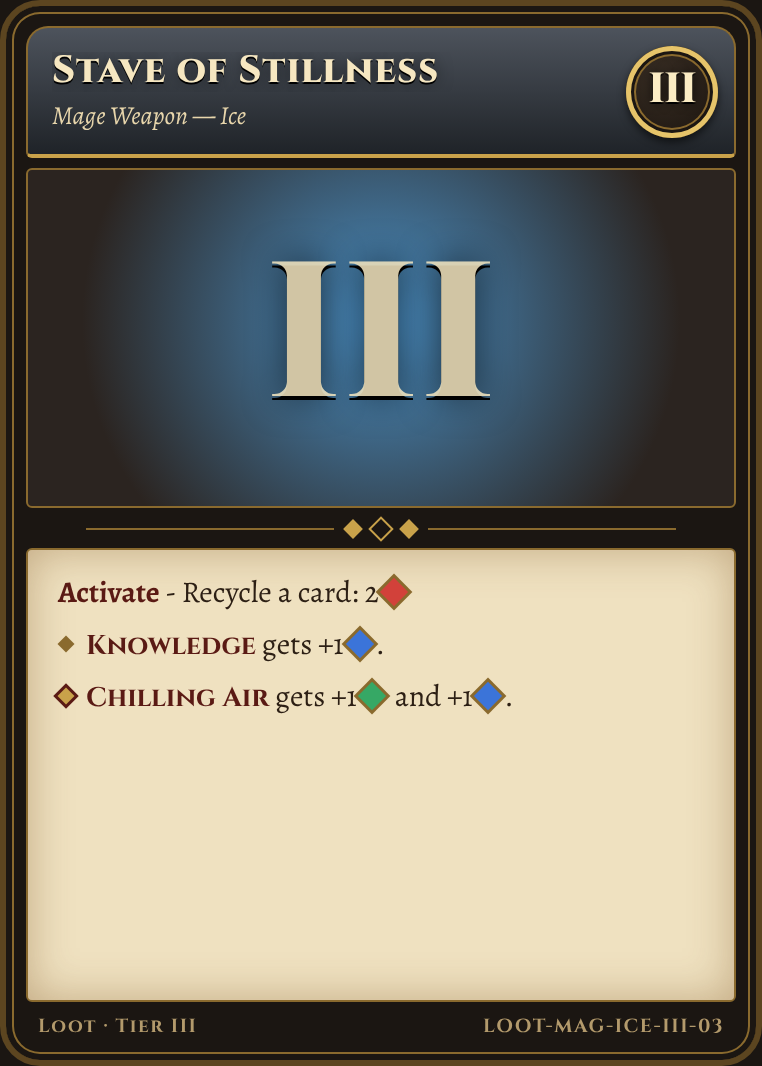 Stave of Stillness
Mage Weapon — Ice
III
III
Activate - Recycle a card: 2
Knowledge gets +1.
Chilling Air gets +1 and +1.
Loot · Tier III
LOOT-MAG-ICE-III-03